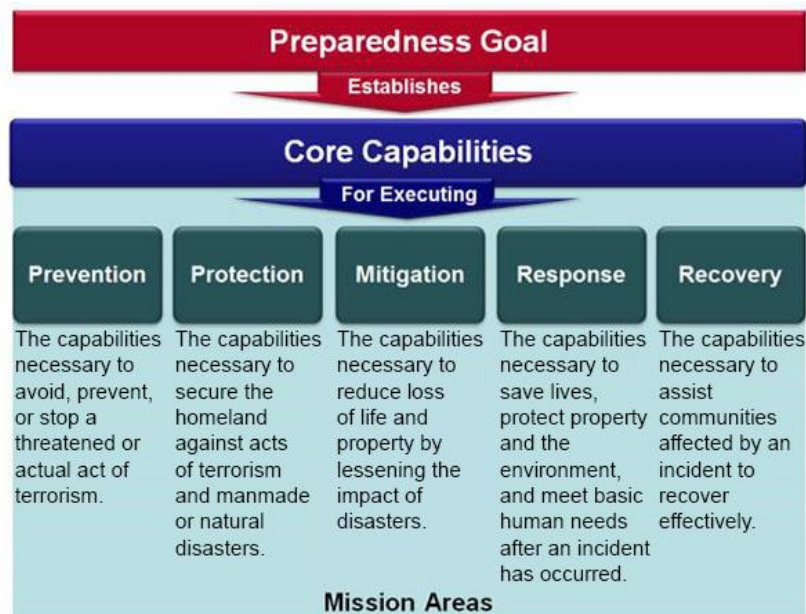 Preparedness Goal
Establishes
Core Capabilities
For Executing
Prevention
The capabilities
necessary to
avoid, prevent,
or stop a
threatened or
actual act of
terrorism.
Protection
The capabilities
necessary to
secure the
homeland
against acts
of terrorism
and manmade
or natural
disasters.
Mitigation
The capabilities
necessary to
reduce loss
of life and
property by
lessening the
impact of
disasters.
Response
The capabilities
necessary to
save lives,
protect property
and the
environment,
and meet basic
human needs
after an incident
has occurred.
Recovery
The capabilities
necessary to
assist
communities
affected by an
incident to
recover
effectively.
Mission Areas